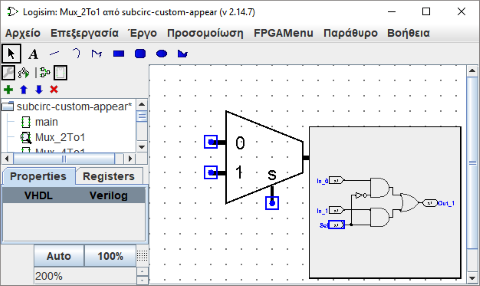 Logisim: Mux_2To1 από subcirc-custom-appear (v 2.14.7)
Αρχείο Επεξεργασία Έργο Προσομοίωση FPGAMenu Παράθυρο Βοήθεια
A
subcirc-custom-appear*
main
Mux_2To1
Mux_4To1
Properties Registers
VHDL Verilog
Auto 100%
200%
0
1
s
In_0
In_1
Sel
Out_1